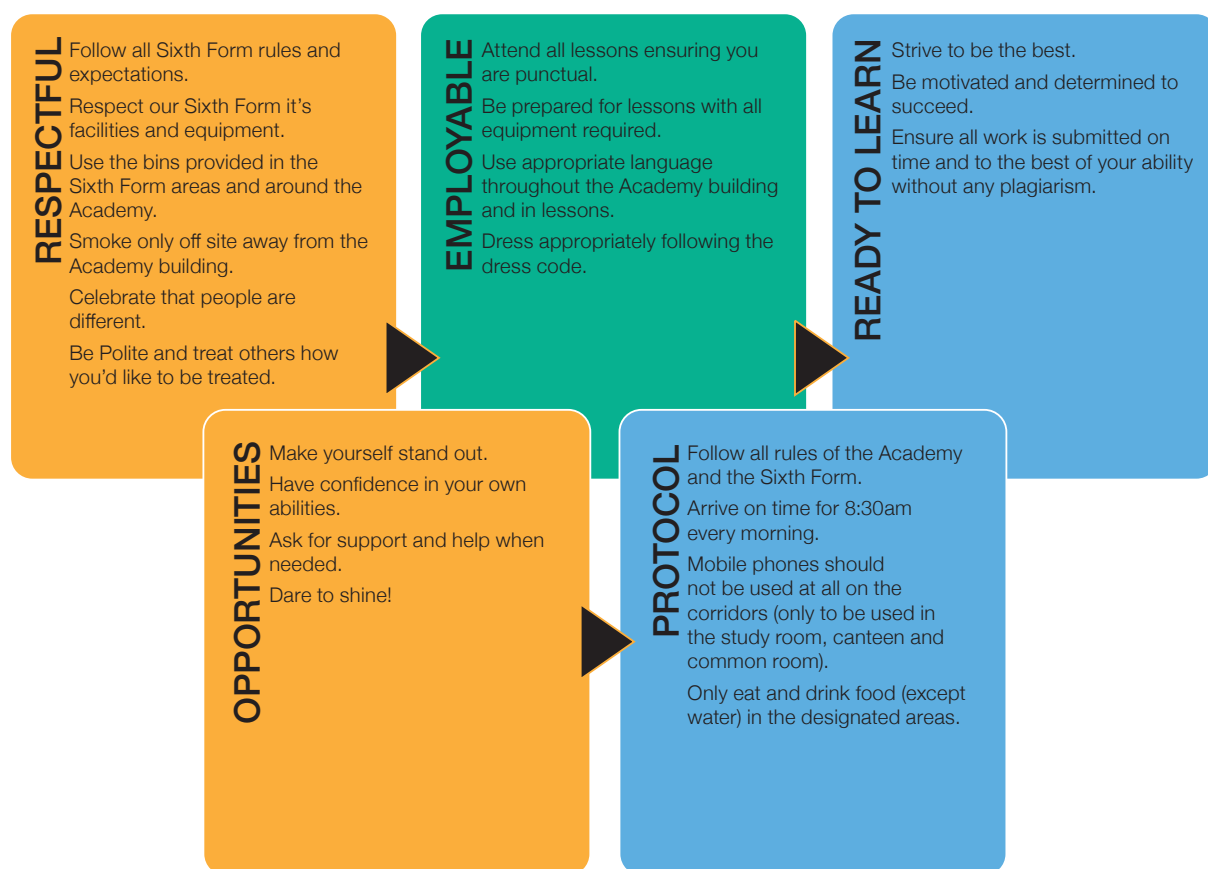 RESPECTFUL
Follow all Sixth Form rules and
expectations.
Respect our Sixth Form it's
facilities and equipment.
Use the bins provided in the
Sixth Form areas and around the
Academy.
Smoke only off site away from the
Academy building.
Celebrate that people are
different.
Be Polite and treat others how
you'd like to be treated.
EMPLOYABLE
Attend all lessons ensuring you
are punctual.
Be prepared for lessons with all
equipment required.
Use appropriate language
throughout the Academy building
and in lessons.
Dress appropriately following the
dress code.
READY TO LEARN
Strive to be the best.
Be motivated and determined to
succeed.
Ensure all work is submitted on
time and to the best of your ability
without any plagiarism.
OPPORTUNITIES
Make yourself stand out.
Have confidence in your own
abilities.
Ask for support and help when
needed.
Dare to shine!
PROTOCOL
Follow all rules of the Academy
and the Sixth Form.
Arrive on time for 8:30am
every morning.
Mobile phones should
not be used at all on the
corridors (only to be used in
the study room, canteen and
common room).
Only eat and drink food (except
water) in the designated areas.